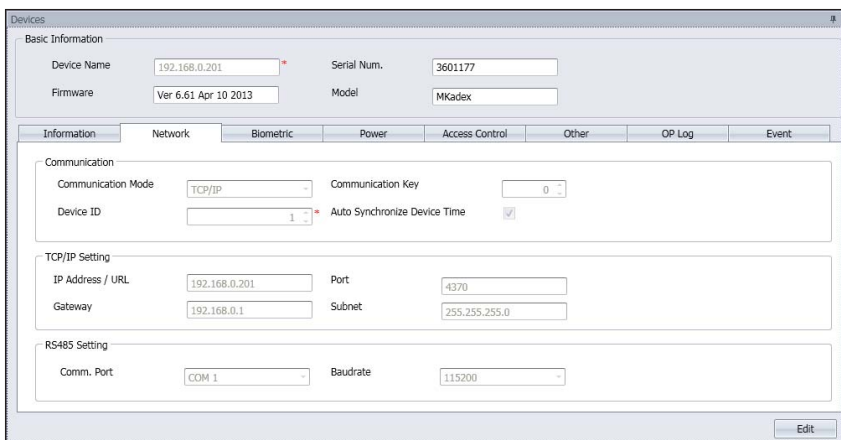 Devices
Basic Information
Device Name 192.168.0.201 * Serial Num. 3601177
Firmware Ver 6.61 Apr 10 2013 Model MKadex
Information Network Biometric Power Access Control Other OP Log Event
Communication
Communication Mode TCP/IP Communication Key 0
Device ID 1 * Auto Synchronize Device Time
TCP/IP Setting
IP Address / URL 192.168.0.201 Port 4370
Gateway 192.168.0.1 Subnet 255.255.255.0
RS485 Setting
Comm. Port COM 1 Baudrate 115200
Edit